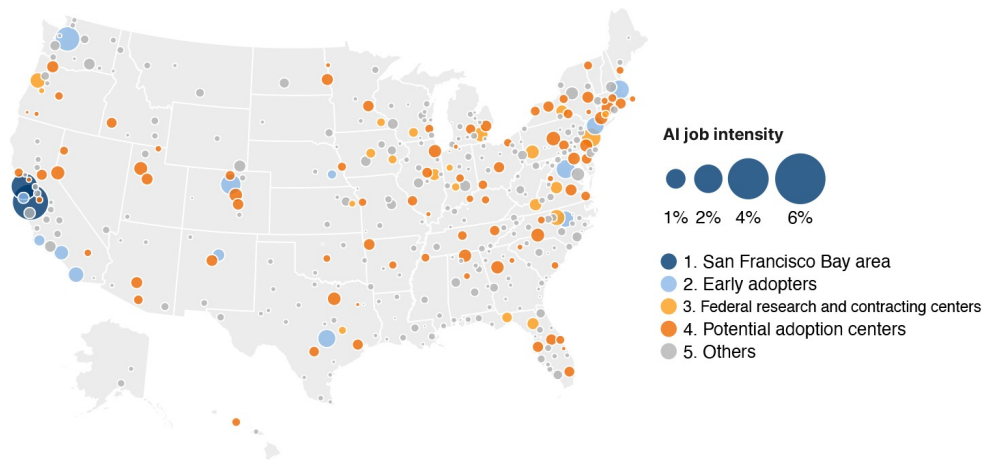 AI job intensity
1% 2% 4% 6%
1. San Francisco Bay area
2. Early adopters
3. Federal research and contracting centers
4. Potential adoption centers
5. Others